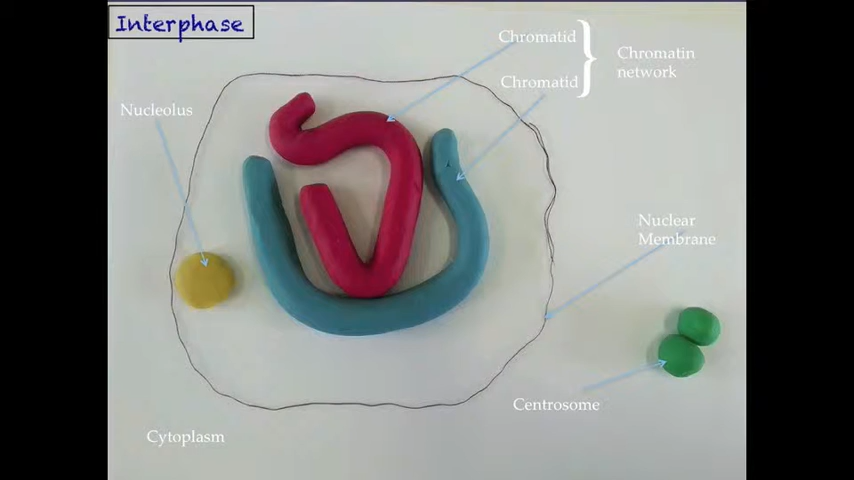 Interphase
Chromatid
Chromatid
Chromatin
network
Nucleolus
Nuclear
Membrane
Centrosome
Cytoplasm